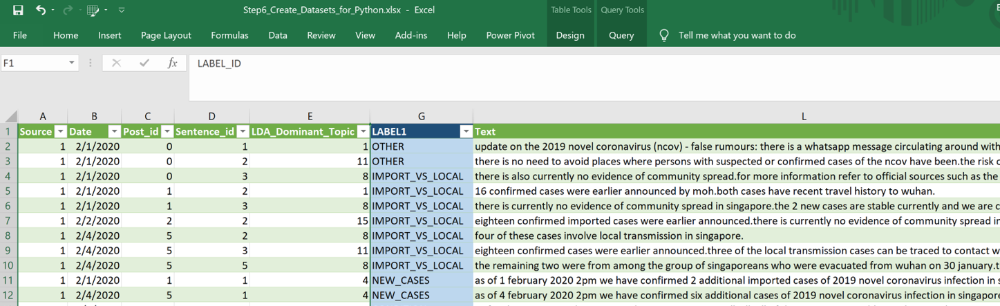 Step6_Create_Datasets_for_Python.xlsx - Excel
Table Tools Query Tools
File Home Insert Page Layout Formulas Data Review View Add-ins Help Power Pivot Design Query Tell me what you want to do
F1 fx LABEL_ID
A B C D E G L
1 Source Date Post_id Sentence_id LDA_Dominant_Topic LABEL1 Text
2 1 2/1/2020 0 1 1 OTHER update on the 2019 novel coronavirus (ncov) - false rumours: there is a whatsapp message circulating around with
3 1 2/1/2020 0 2 11 OTHER there is no need to avoid places where persons with suspected or confirmed cases of the ncov have been.the risk
4 1 2/1/2020 0 3 8 IMPORT_VS_LOCAL there is also currently no evidence of community spread.for more information refer to official sources such as the
5 1 2/1/2020 1 2 1 IMPORT_VS_LOCAL 16 confirmed cases were earlier announced by moh.both cases have recent travel history to wuhan.
6 1 2/1/2020 1 3 8 IMPORT_VS_LOCAL there is currently no evidence of community spread in singapore.the 2 new cases are stable currently and we are
7 1 2/2/2020 2 2 15 IMPORT_VS_LOCAL eighteen confirmed imported cases were earlier announced.there is currently no evidence of community spread
8 1 2/4/2020 5 2 8 IMPORT_VS_LOCAL four of these cases involve local transmission in singapore.
9 1 2/4/2020 5 3 11 IMPORT_VS_LOCAL eighteen confirmed cases were earlier announced.three of the local transmission cases can be traced to contact
10 1 2/4/2020 5 5 8 IMPORT_VS_LOCAL the remaining two were from among the group of singaporeans who were evacuated from wuhan on 30 january.
11 1 2/1/2020 1 1 4 NEW_CASES as of 1 february 2020 2pm we have confirmed 2 additional imported cases of 2019 novel coronavirus infection in
12 1 2/4/2020 5 1 4 NEW_CASES as of 4 february 2020 2pm we have confirmed six additional cases of 2019 novel coronavirus infection in